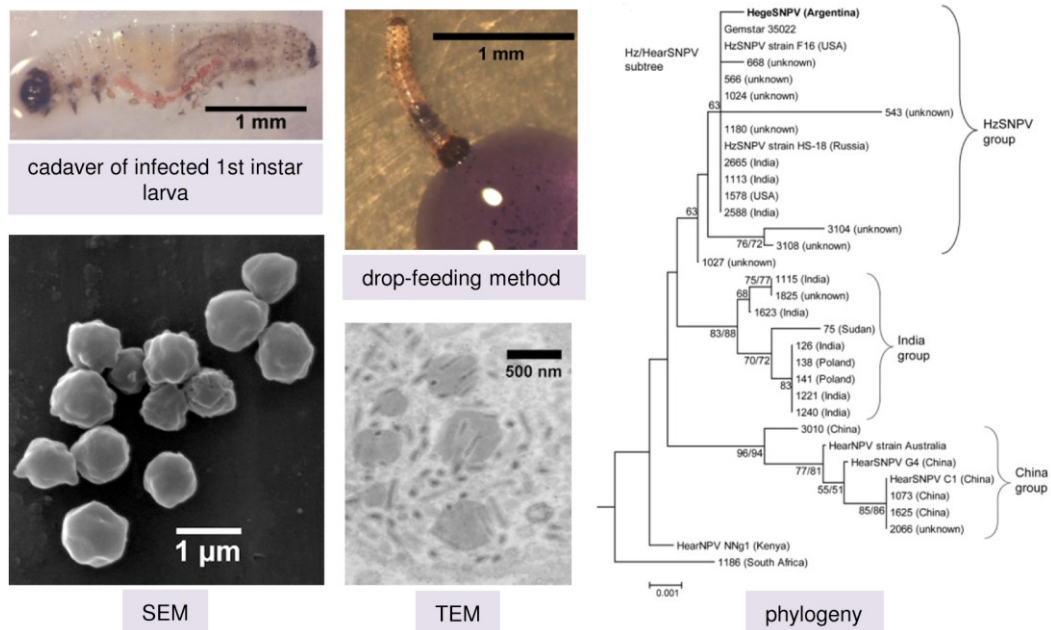 1 mm
cadaver of infected 1st instar
larva
1 mm
drop-feeding method
1 µm
SEM
500 nm
TEM
Hz/HearSNPV
subtree
HegeSNPV (Argentina)
Gemstar 35022
HzSNPV strain F16 (USA)
668 (unknown)
566 (unknown)
1024 (unknown)
63
543 (unknown)
1180 (unknown)
HzSNPV strain HS-18 (Russia)
2665 (India)
1113 (India)
1578 (USA)
2588 (India)
63
3104 (unknown)
76/72
3108 (unknown)
1027 (unknown)
HzSNPV
group
75/77
1115 (India)
68
1825 (unknown)
1623 (India)
83/88
75 (Sudan)
70/72
126 (India)
138 (Poland)
141 (Poland)
83
1221 (India)
1240 (India)
India
group
3010 (China)
96/94
HearNPV strain Australia
77/81
HearSNPV G4 (China)
55/51
HearSNPV C1 (China)
1073 (China)
85/86
1625 (China)
2066 (unknown)
China
group
HearNPV NNg1 (Kenya)
1186 (South Africa)
0.001
phylogeny